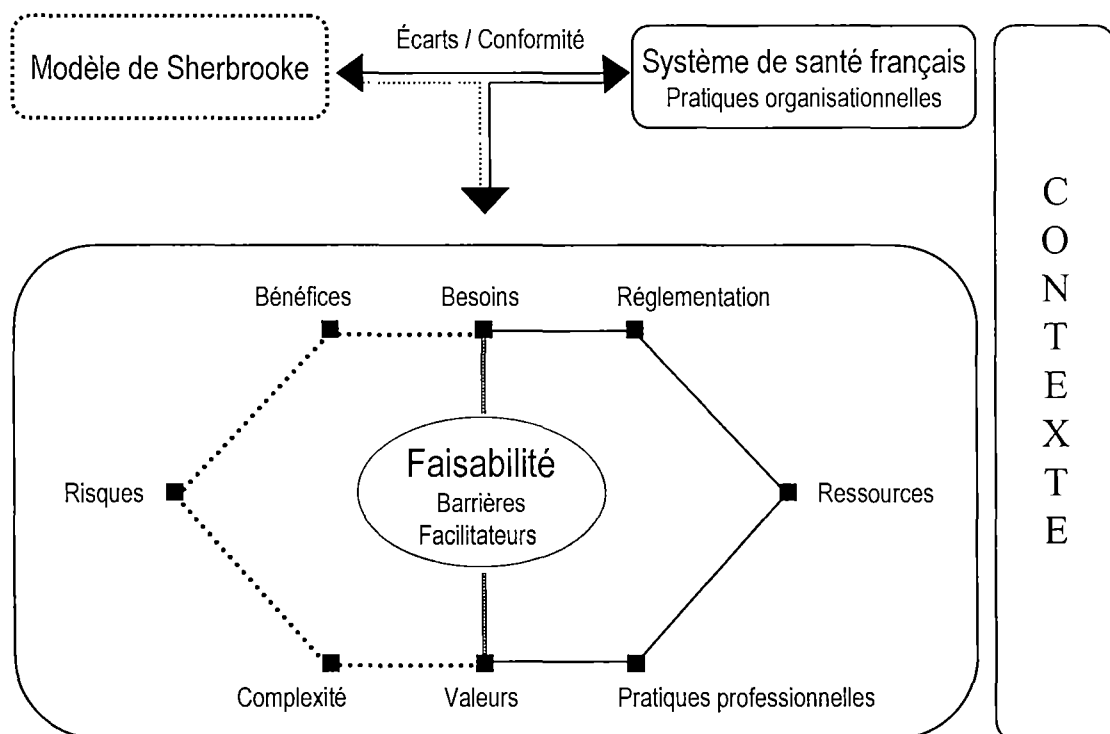 Écarts / Conformité
Modèle de Sherbrooke
Système de santé français
Pratiques organisationnelles
Bénéfices
Besoins
Réglementation
Risques
Faisabilité
Barrières
Facilitateurs
Ressources
Complexité
Valeurs
Pratiques professionnelles
C
O
N
T
E
X
T
E